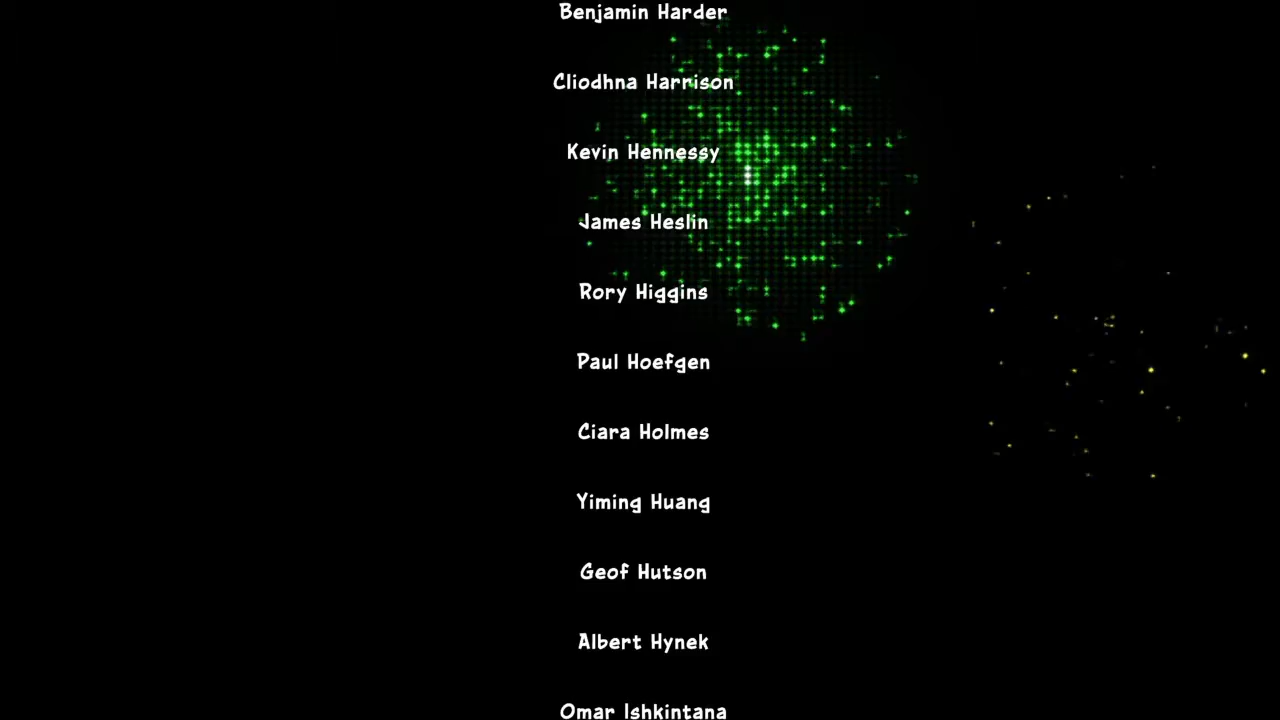 Benjamin Harder
Cliodhna Harrison
Kevin Hennessy
James Heslin
Rory Higgins
Paul Hoefgen
Ciara Holmes
Yiming Huang
Geof Hutson
Albert Hynek
Omar Ishkintana